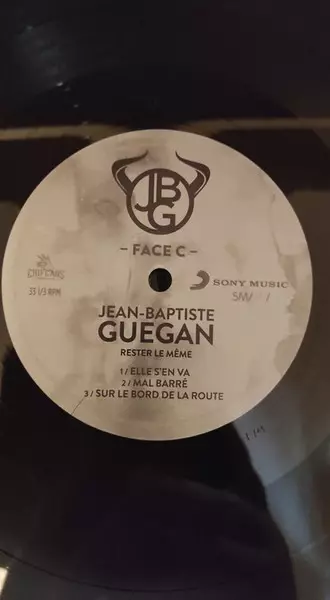 JB
G
– FACE C –
33 1/3 RPM
SONY MUSIC
JEAN-BAPTISTE
GUEGAN
RESTER LE MÊME
1 / ELLE S'EN VA
2 / MAL BARRÉ
3 / SUR LE BORD DE LA ROUTE